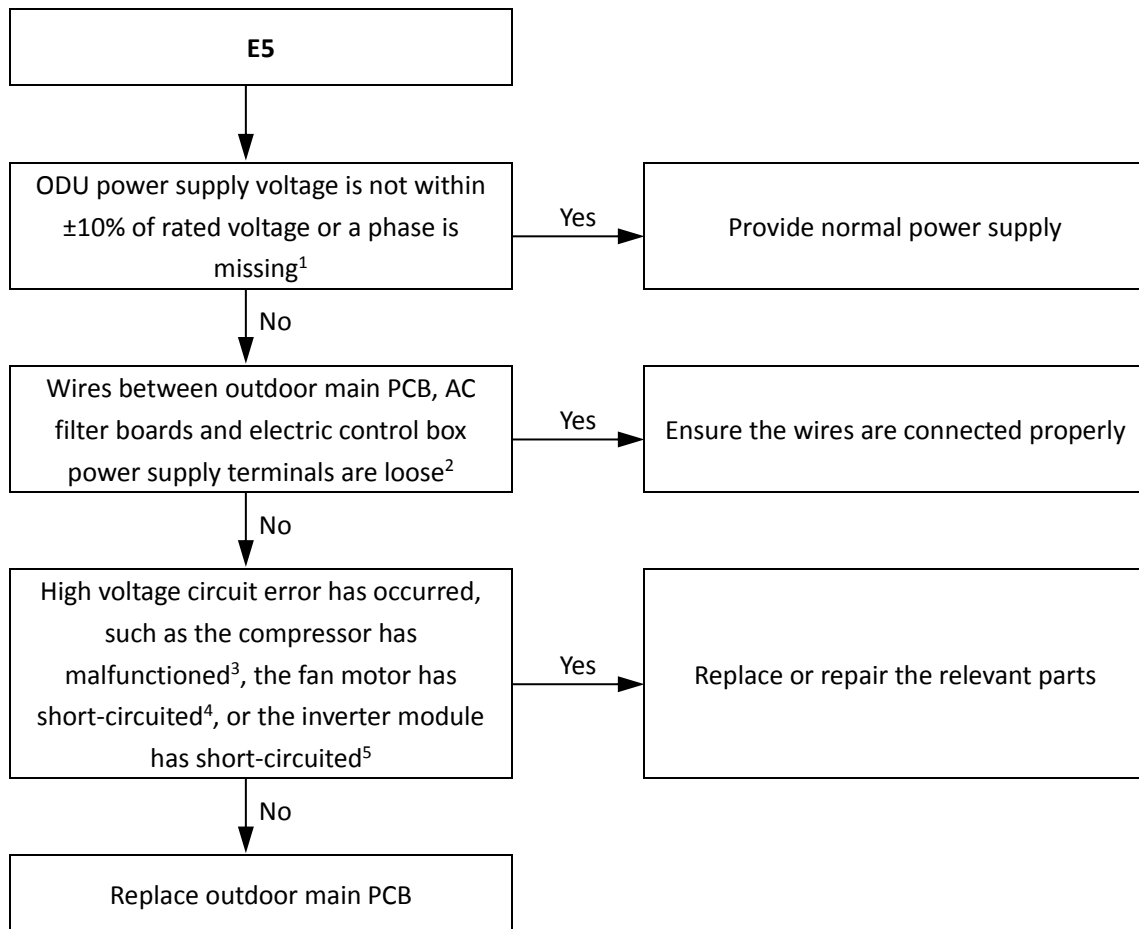 E5
ODU power supply voltage is not within
±10% of rated voltage or a phase is
missing¹
Yes
Provide normal power supply
No
Wires between outdoor main PCB, AC
filter boards and electric control box
power supply terminals are loose²
Yes
Ensure the wires are connected properly
No
High voltage circuit error has occurred,
such as the compressor has
malfunctioned³, the fan motor has
short-circuited⁴, or the inverter module
has short-circuited⁵
Yes
Replace or repair the relevant parts
No
Replace outdoor main PCB